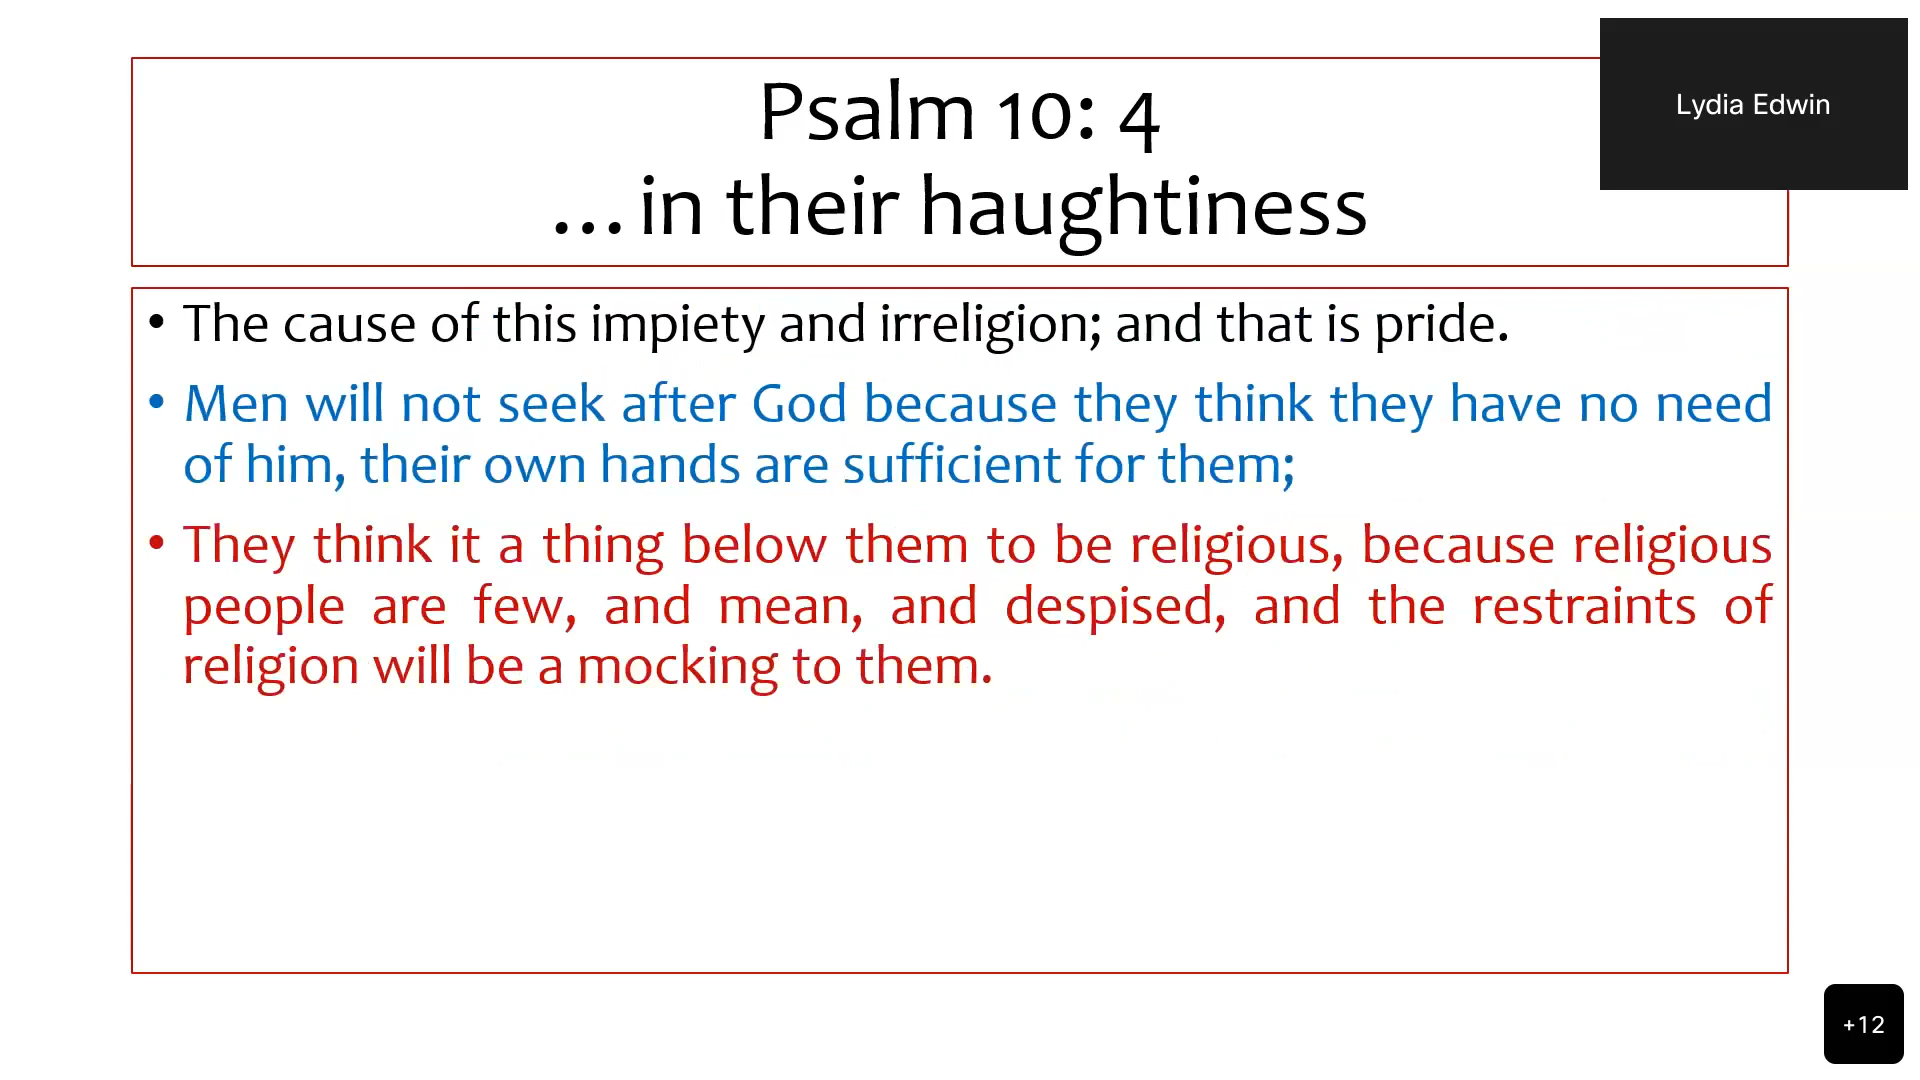 Psalm 10: 4
…in their haughtiness
Lydia Edwin
• The cause of this impiety and irreligion; and that is pride.
• Men will not seek after God because they think they have no need
of him, their own hands are sufficient for them;
• They think it a thing below them to be religious, because religious
people are few, and mean, and despised, and the restraints of
religion will be a mocking to them.
+12